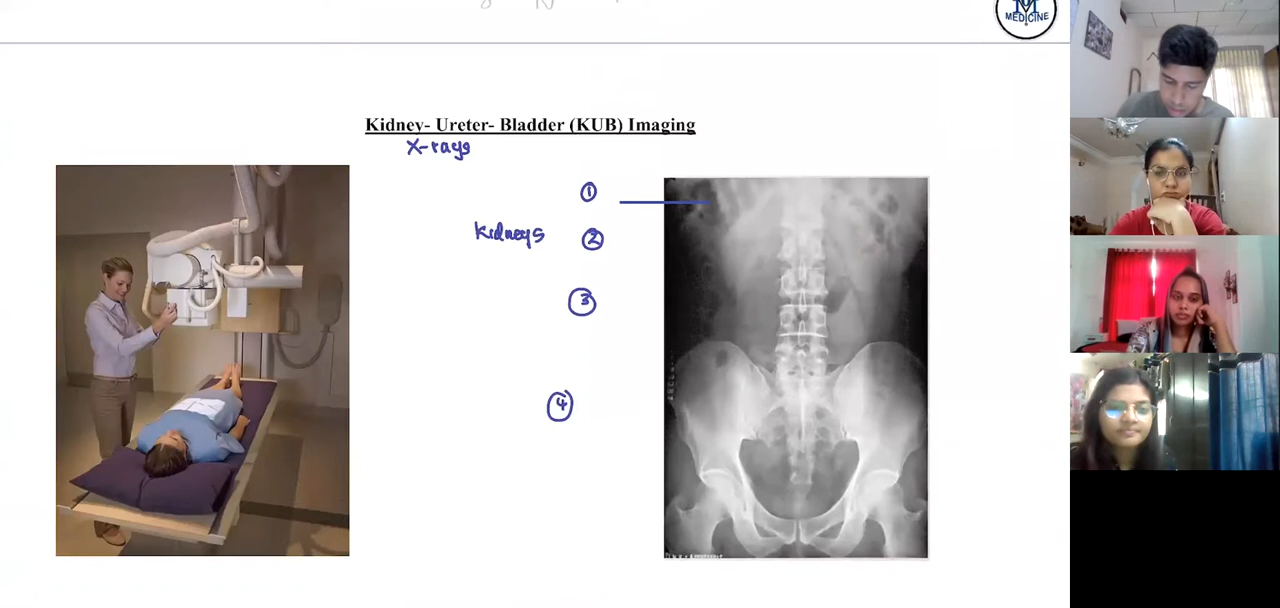 MEDICINE
Kidney- Ureter- Bladder (KUB) Imaging
X-rays
①
Kidneys ②
③
④